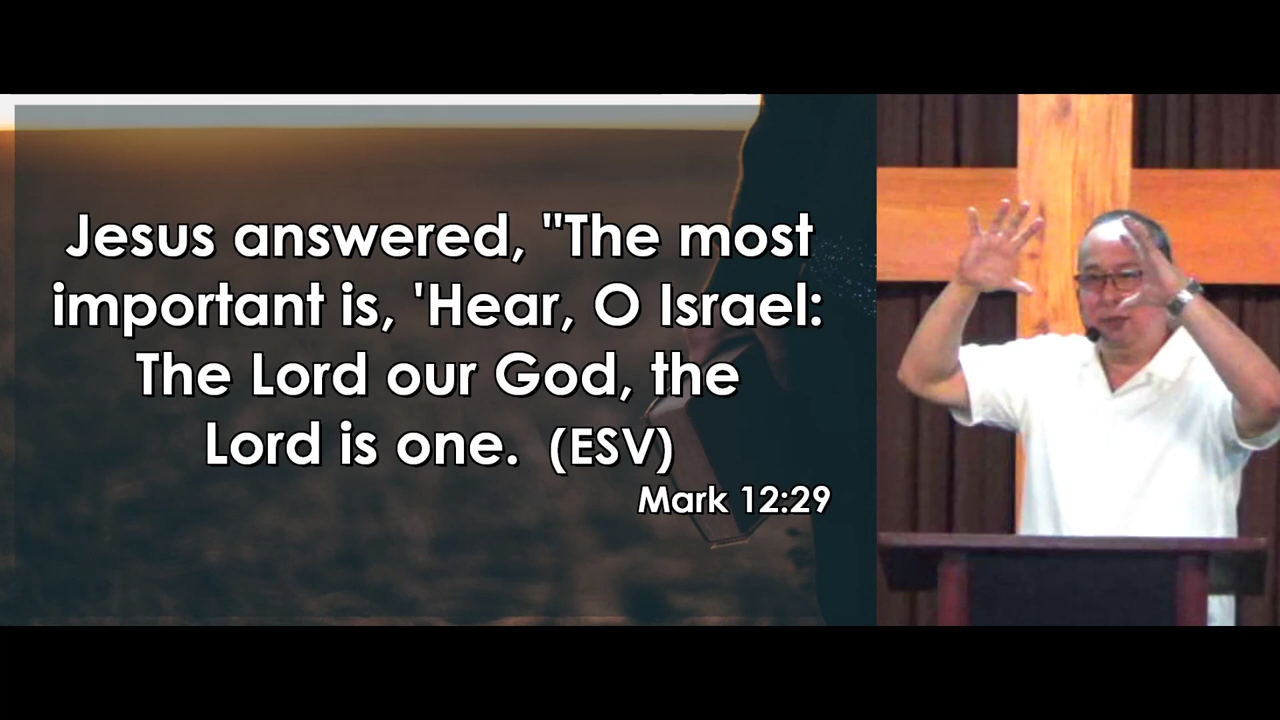 Jesus answered, "The most
important is, 'Hear, O Israel:
The Lord our God, the
Lord is one.  (ESV)
Mark 12:29